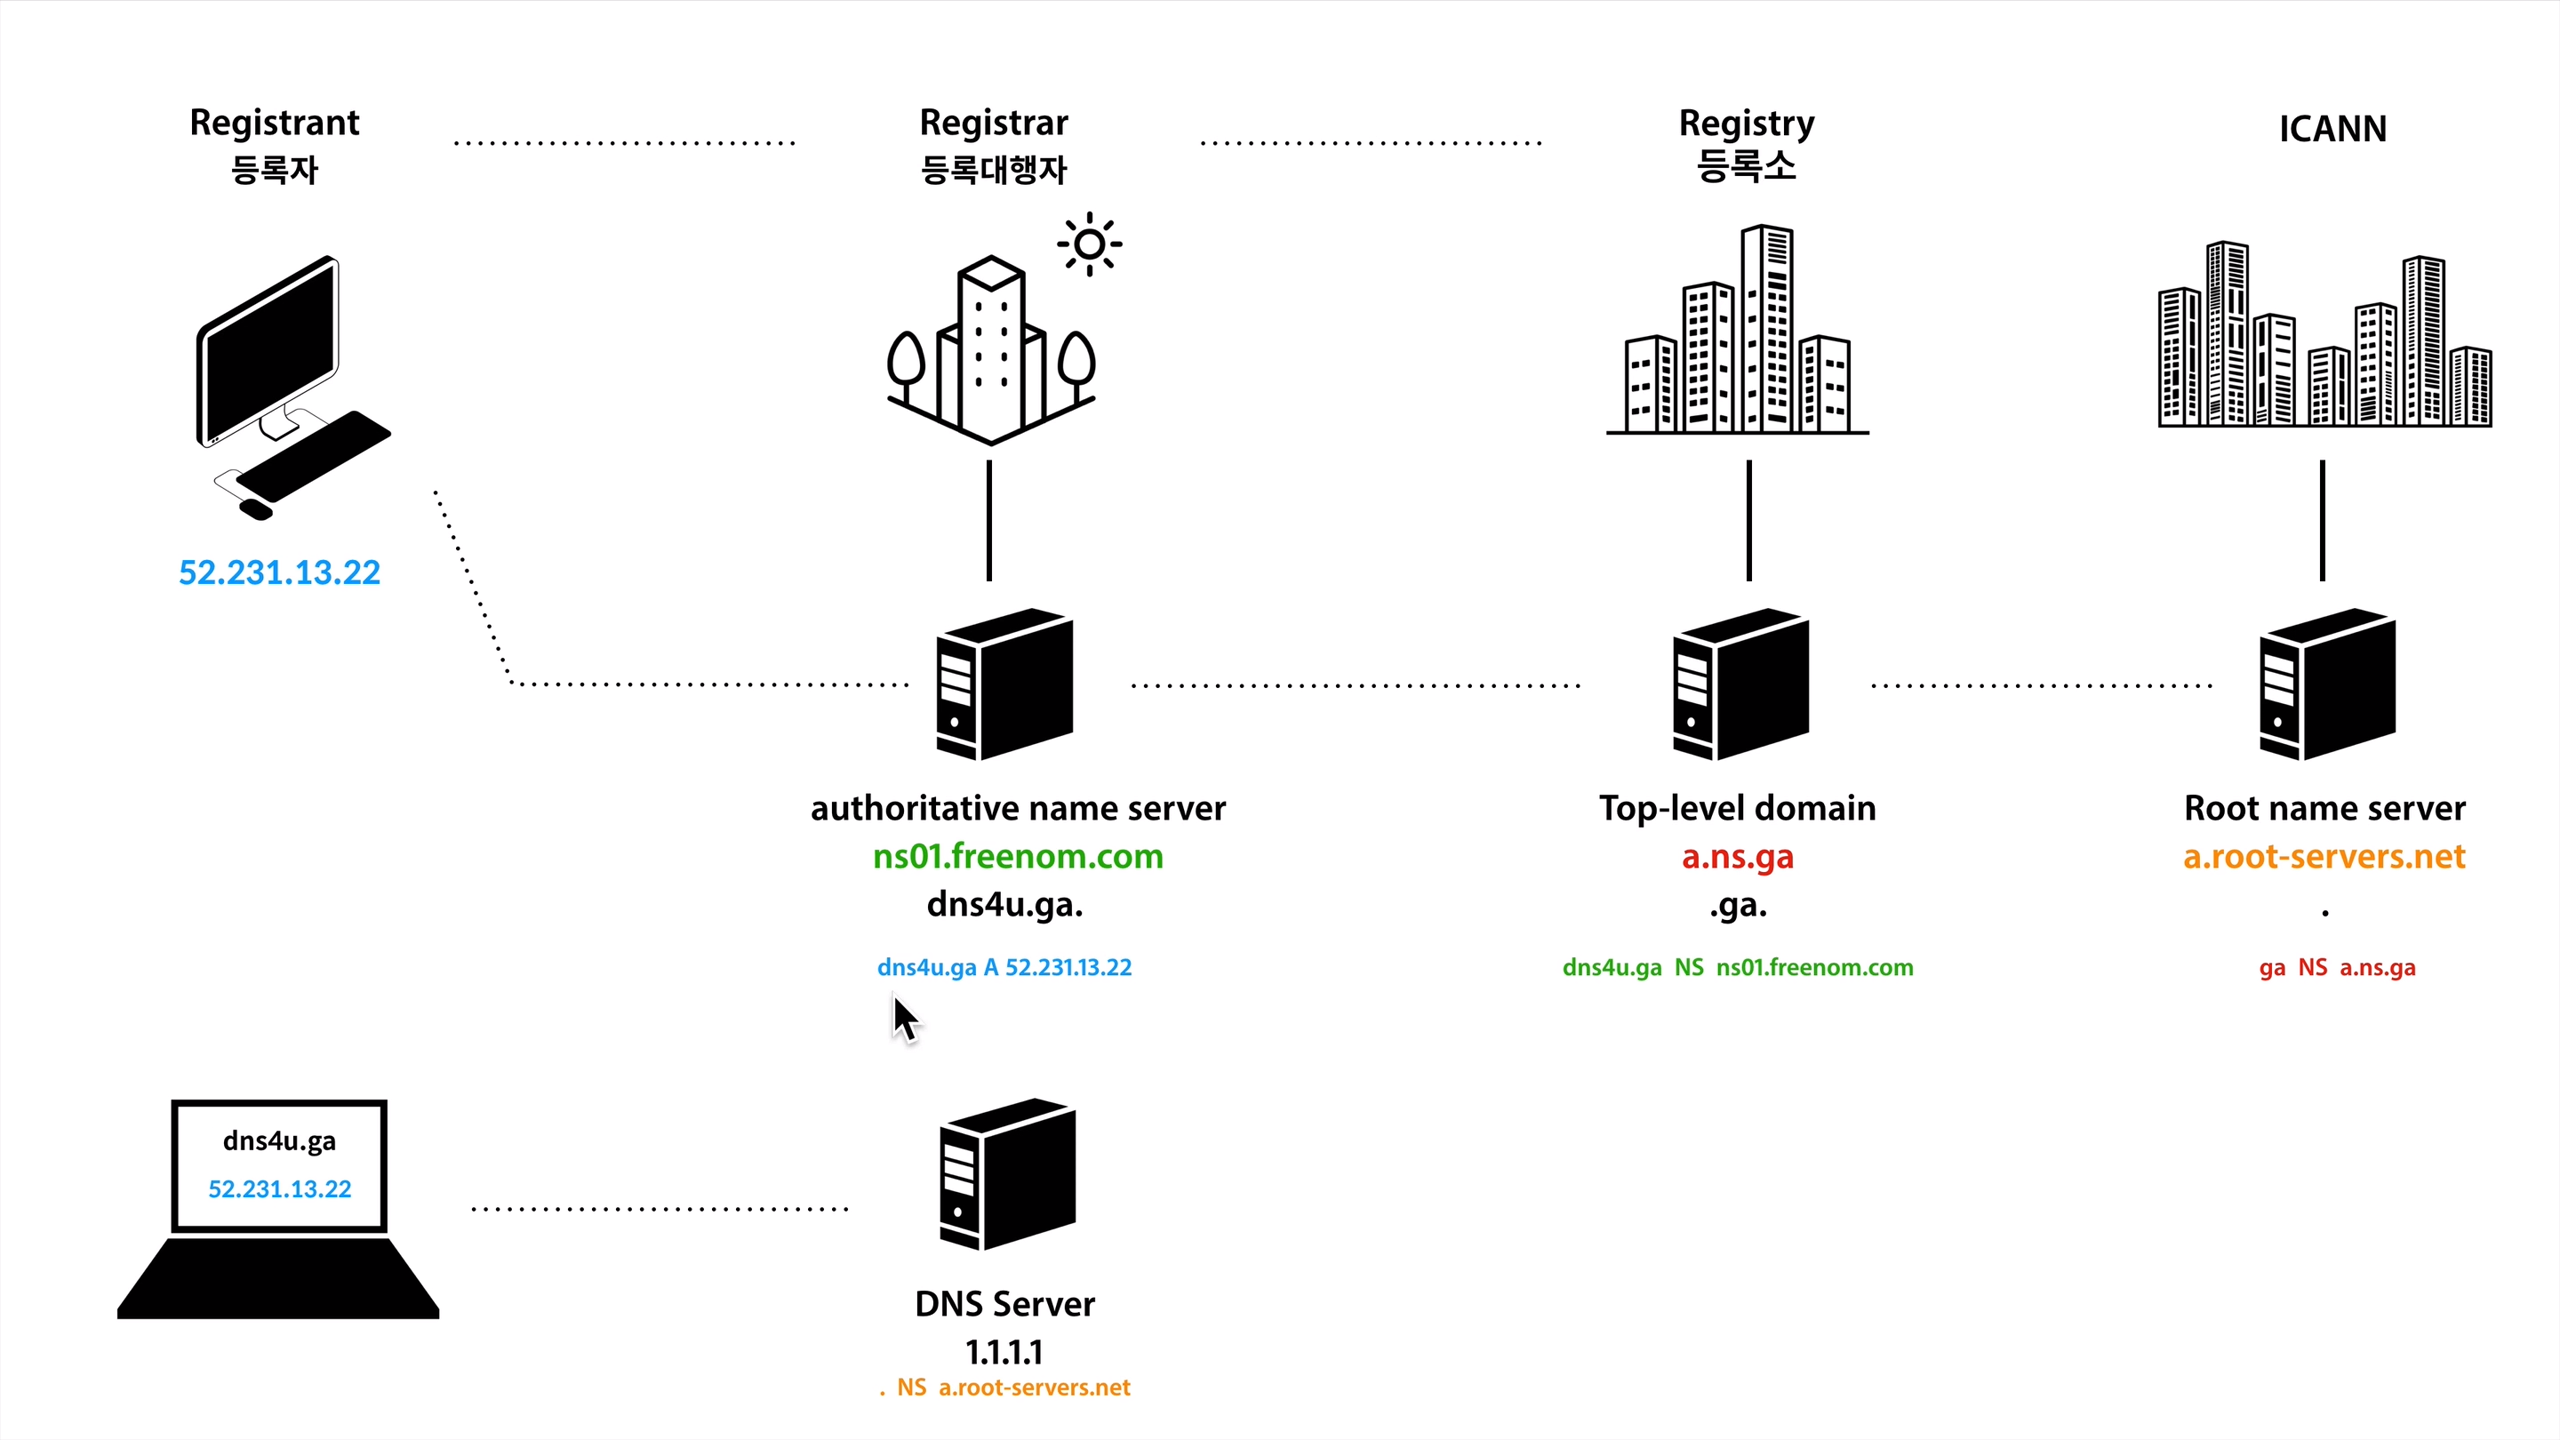 Registrant
등록자
Registrar
등록대행자
Registry
등록소
ICANN
52.231.13.22
authoritative name server
ns01.freenom.com
dns4u.ga.
dns4u.ga A 52.231.13.22
Top-level domain
a.ns.ga
.ga.
dns4u.ga NS ns01.freenom.com
Root name server
a.root-servers.net
.
ga NS a.ns.ga
dns4u.ga
52.231.13.22
DNS Server
1.1.1.1
. NS a.root-servers.net